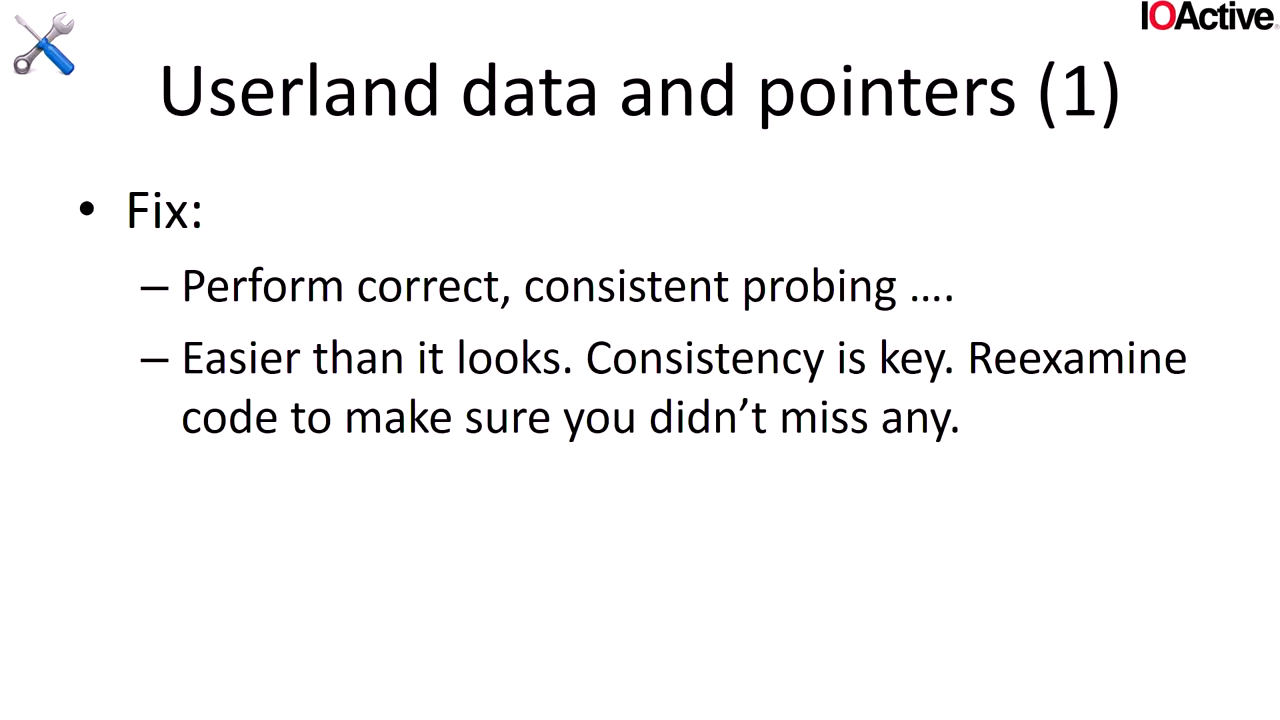 IOActive
Userland data and pointers (1)
• Fix:
– Perform correct, consistent probing ….
– Easier than it looks. Consistency is key. Reexamine
code to make sure you didn’t miss any.